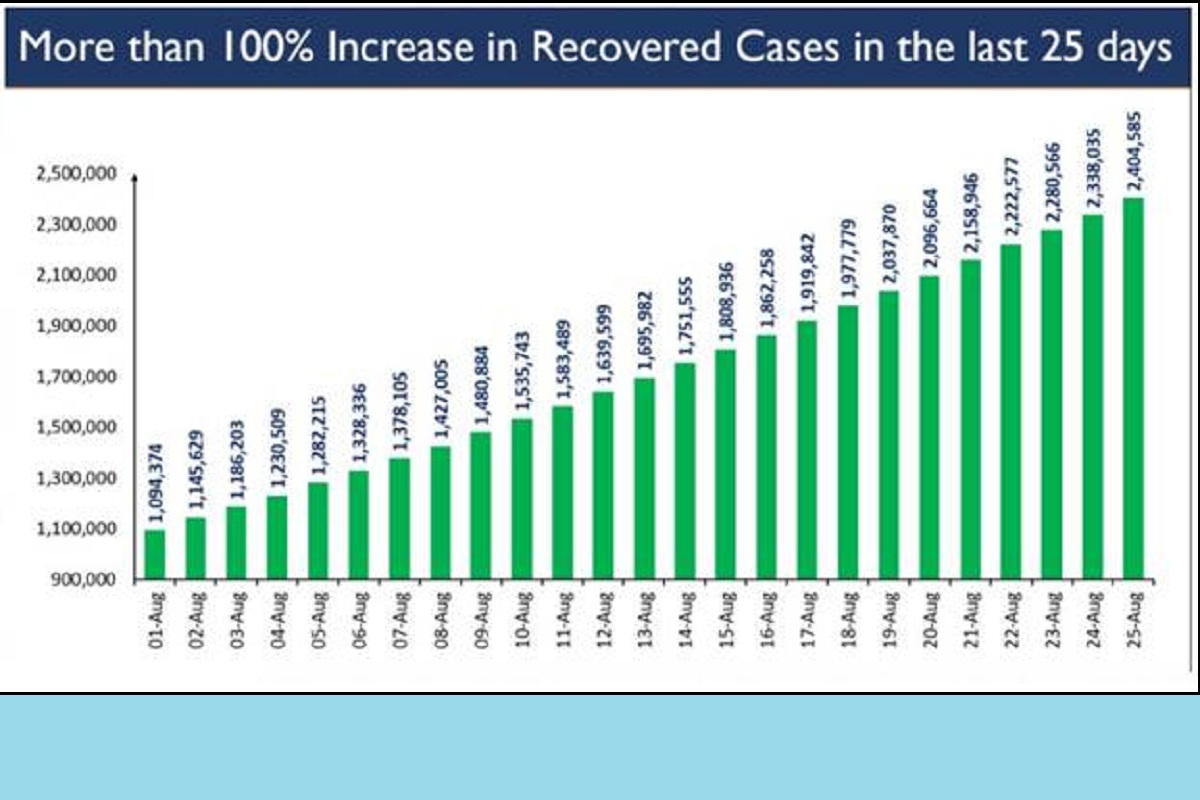 More than 100% Increase in Recovered Cases in the last 25 days
2,500,000
2,300,000
2,100,000
1,900,000
1,700,000
1,500,000
1,300,000
1,100,000
900,000
1,094,374
1,145,629
1,186,203
1,230,509
1,282,215
1,328,336
1,378,105
1,427,005
1,480,884
1,535,743
1,583,489
1,639,599
1,695,982
1,751,555
1,808,936
1,862,258
1,919,842
1,977,779
2,037,870
2,096,664
2,158,946
2,222,577
2,280,566
2,338,035
2,404,585
01-Aug
02-Aug
03-Aug
04-Aug
05-Aug
06-Aug
07-Aug
08-Aug
09-Aug
10-Aug
11-Aug
12-Aug
13-Aug
14-Aug
15-Aug
16-Aug
17-Aug
18-Aug
19-Aug
20-Aug
21-Aug
22-Aug
23-Aug
24-Aug
25-Aug